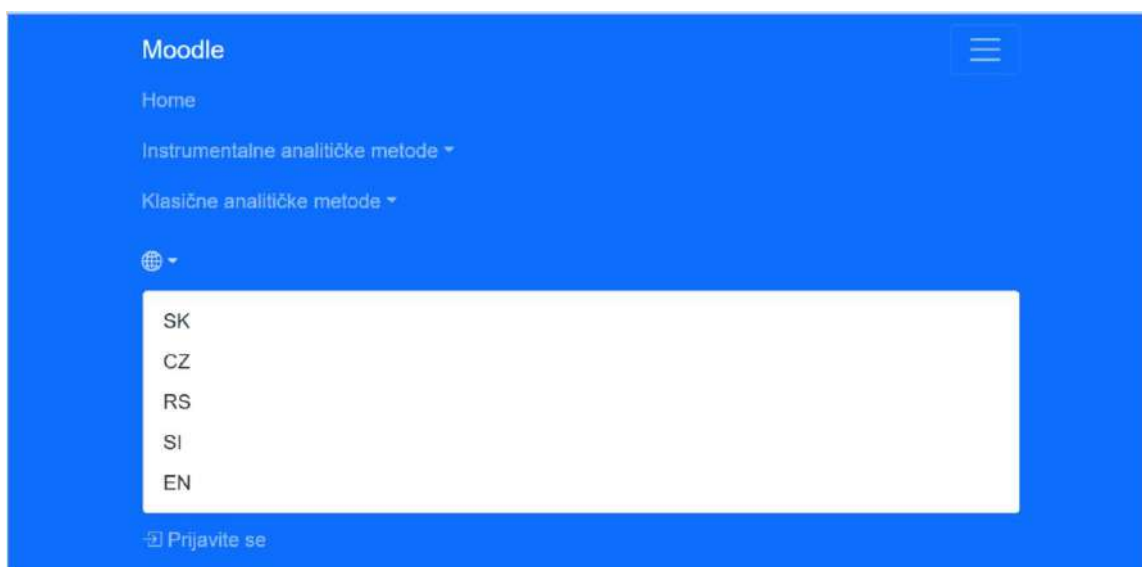 Moodle
Home
Instrumentalne analitičke metode
Klasične analitičke metode
SK
CZ
RS
SI
EN
Prijavite se